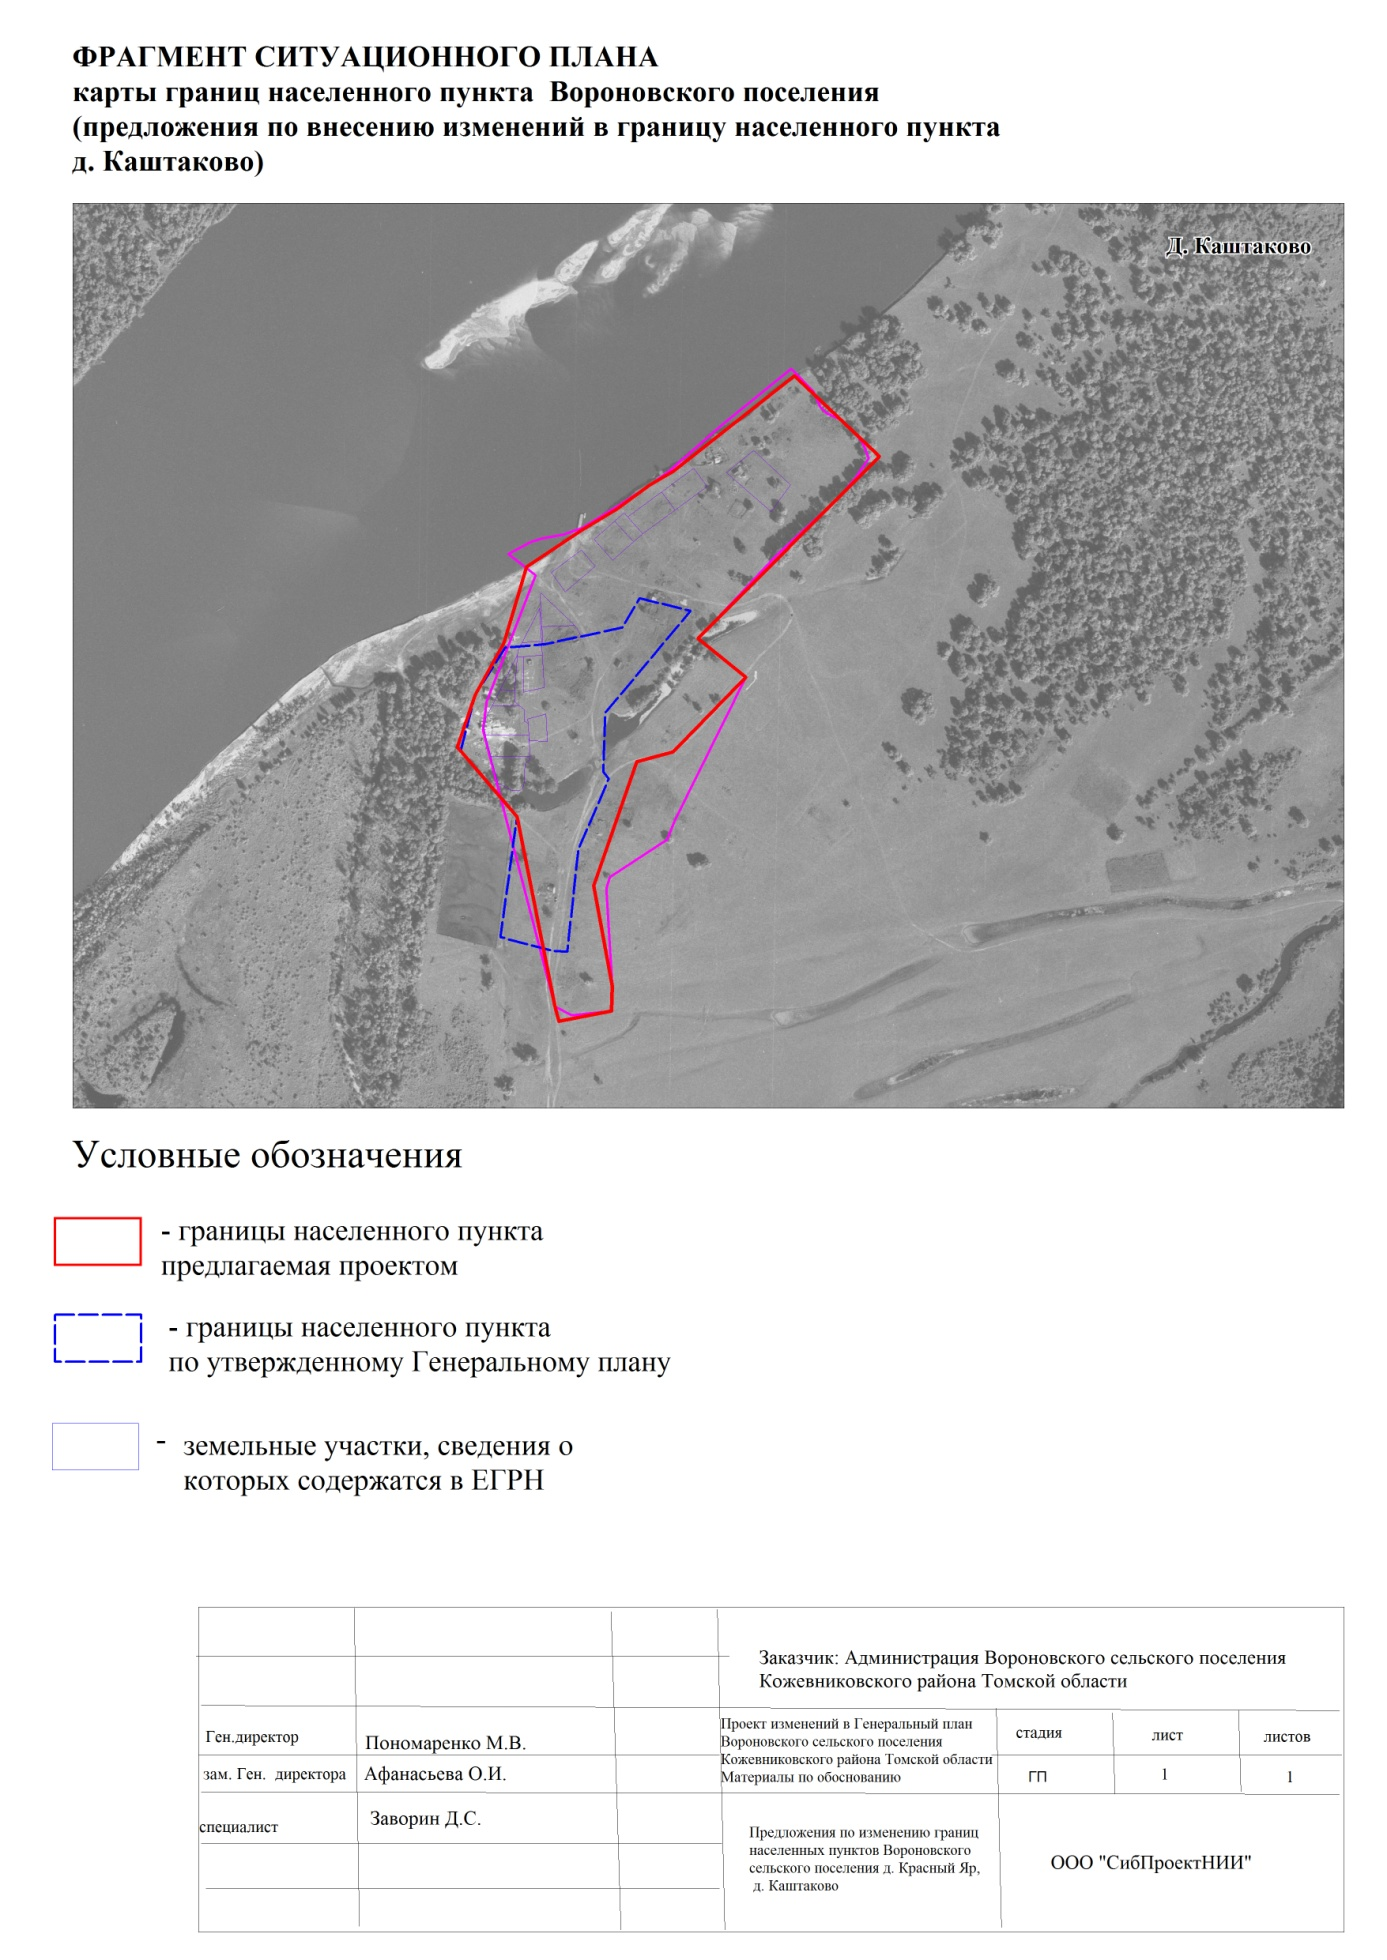 ФРАГМЕНТ СИТУАЦИОННОГО ПЛАНА
карты границ населенного пункта Вороновского поселения
(предложения по внесению изменений в границу населенного пункта
д. Каштаково)
Д. Каштаково
Условные обозначения
- границы населенного пункта
предлагаемая проектом
- границы населенного пункта
по утвержденному Генеральному плану
- земельные участки, сведения о
которых содержатся в ЕГРН
Заказчик: Администрация Вороновского сельского поселения
Кожевниковского района Томской области
Ген.директор
Пономаренко М.В.
зам. Ген. директора
Афанасьева О.И.
специалист
Заворин Д.С.
Проект изменений в Генеральный план
Вороновского сельского поселения
Кожевниковского района Томской области
Материалы по обоснованию
стадия
лист
листов
ГП
1
1
Предложения по изменению границ
населенных пунктов Вороновского
сельского поселения д. Красный Яр,
д. Каштаково
ООО "СибПроектНИИ"